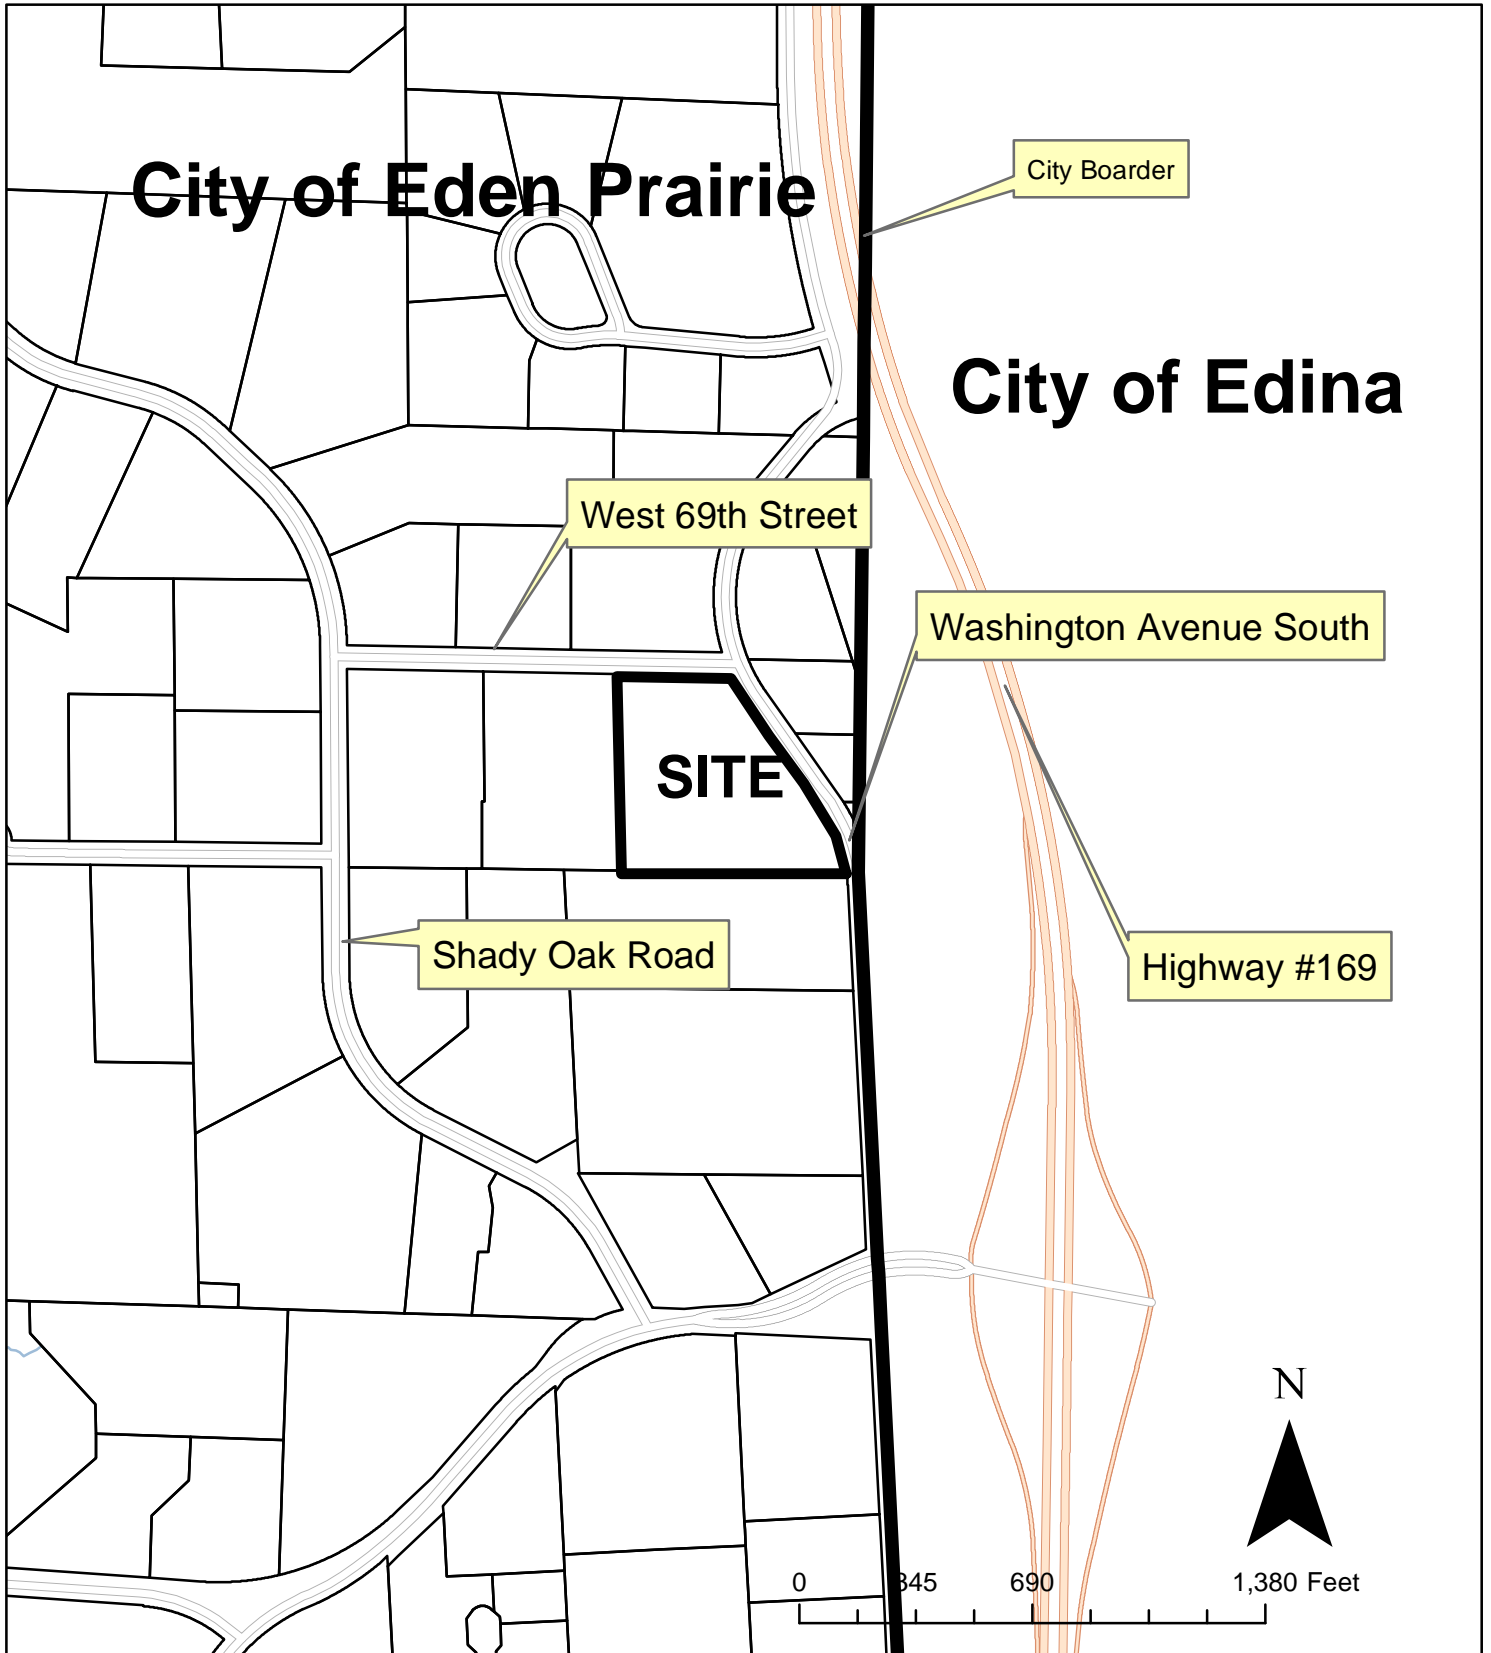 City Boarder
City of Eden Prairie
City of Edina
West 69th Street
Washington Avenue South
SITE
Shady Oak Road
Highway #169
N
0 345 690 1,380 Feet